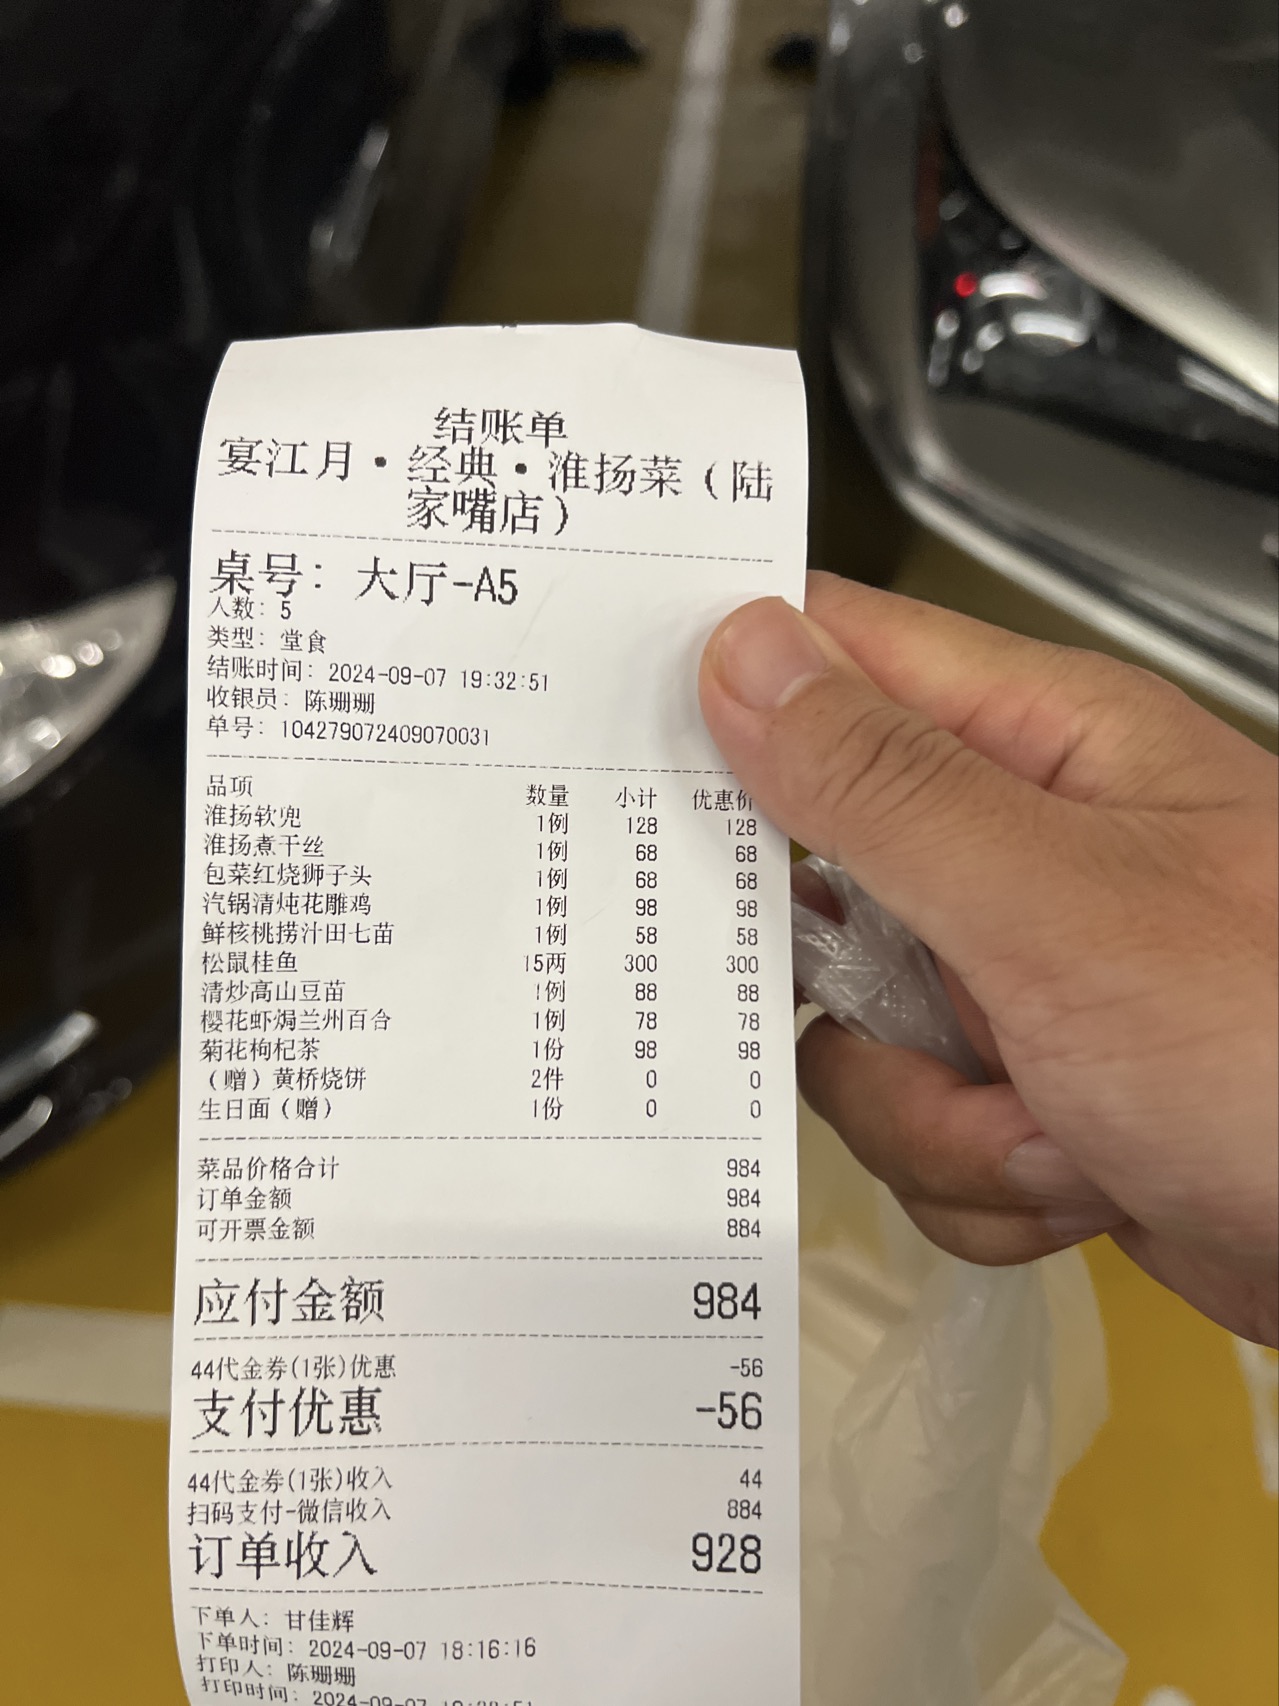 结账单
宴江月·经典·淮扬菜(陆
家嘴店)
桌号: 大厅-A5
人数: 5
类型: 堂食
结账时间: 2024-09-07 19:32:51
收银员: 陈珊珊
单号: 104279072409070031
品项 数量 小计 优惠价
淮扬软兜 1例 128 128
淮扬煮干丝 1例 68 68
包菜红烧狮子头 1例 68 68
汽锅清炖花雕鸡 1例 98 98
鲜核桃捞汁田七苗 1例 58 58
松鼠桂鱼 15两 300 300
清炒高山豆苗 1例 88 88
樱花虾焗兰州百合 1例 78 78
菊花枸杞茶 1份 98 98
(赠)黄桥烧饼 2件 0 0
生日面(赠) 1份 0 0
菜品价格合计 984
订单金额 984
可开票金额 884
应付金额 984
44代金券(1张)优惠 -56
支付优惠 -56
44代金券(1张)收入 44
扫码支付-微信收入 884
订单收入 928
下单人: 甘佳辉
下单时间: 2024-09-07 18:16:16
打印人: 陈珊珊
打印时间: 2024-09-07